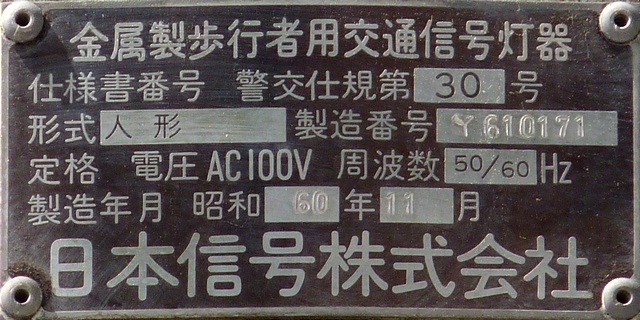 金属製歩行者用交通信号灯器
仕様書番号 警交仕規第 30 号
形式 人形 製造番号 Y610171
定格 電圧 AC100V 周波数 50/60 Hz
製造年月 昭和 60 年 11 月
日本信号株式会社